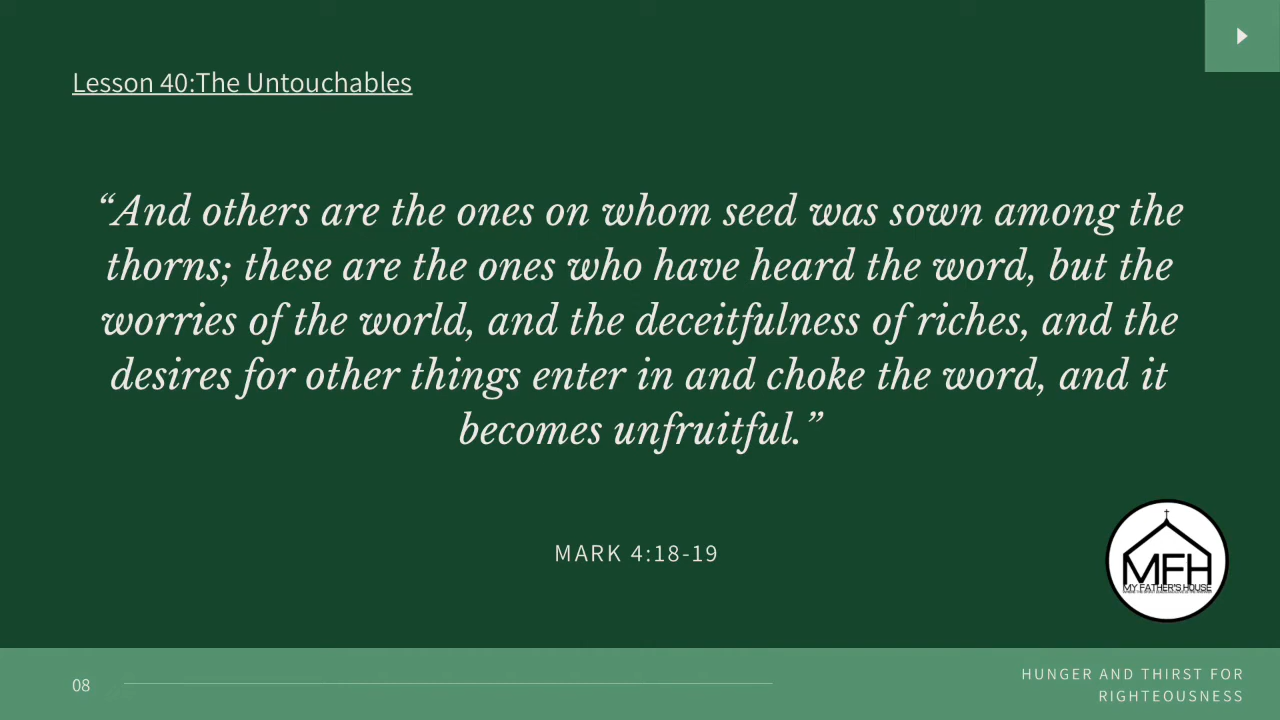 Lesson 40:The Untouchables
“And others are the ones on whom seed was sown among the
thorns; these are the ones who have heard the word, but the
worries of the world, and the deceitfulness of riches, and the
desires for other things enter in and choke the word, and it
becomes unfruitful.”
MARK 4:18-19
MFH
MY FATHER'S HOUSE
08
HUNGER AND THIRST FOR
RIGHTEOUSNESS